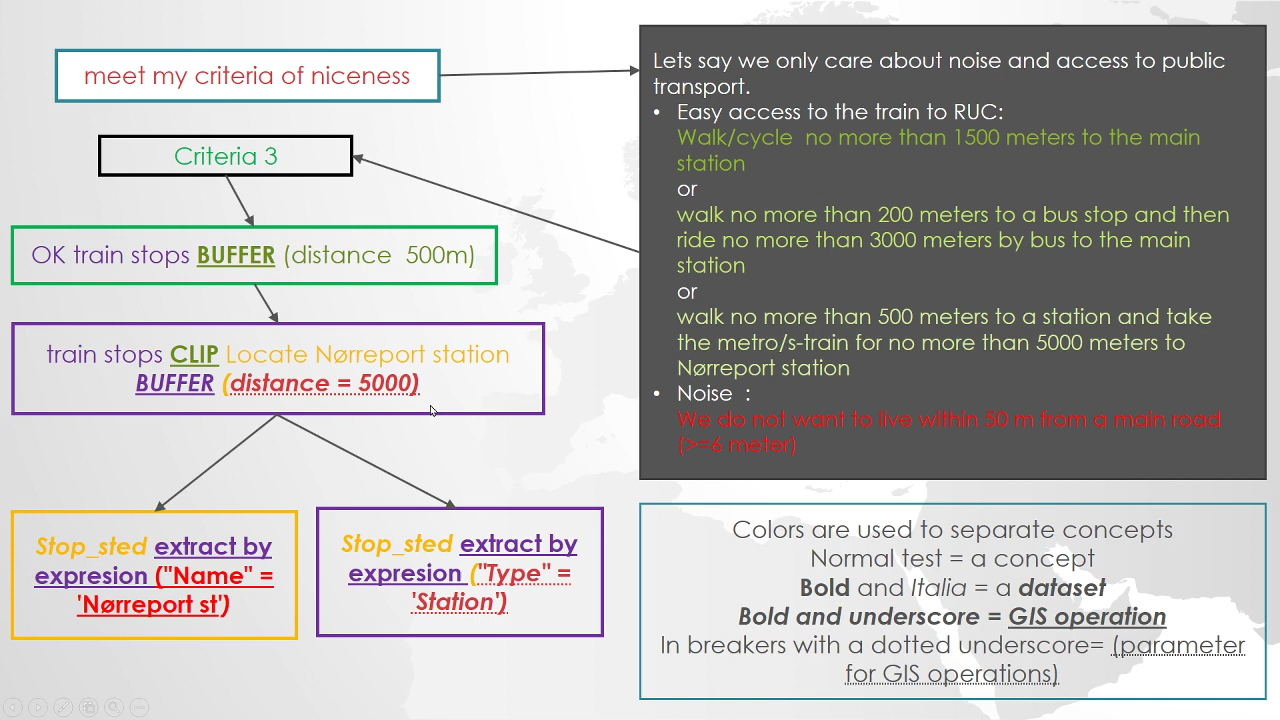 meet my criteria of niceness
Criteria 3
OK train stops BUFFER (distance 500m)
train stops CLIP Locate Nørreport station
BUFFER (distance = 5000)
Stop_sted extract by
expresion ("Name" =
'Nørreport st')
Stop_sted extract by
expresion ("Type" =
'Station')
Lets say we only care about noise and access to public
transport.
• Easy access to the train to RUC:
Walk/cycle no more than 1500 meters to the main
station
or
walk no more than 200 meters to a bus stop and then
ride no more than 3000 meters by bus to the main
station
or
walk no more than 500 meters to a station and take
the metro/s-train for no more than 5000 meters to
Nørreport station
• Noise :
We do not want to live within 50 m from a main road
(>=6 meter)
Colors are used to separate concepts
Normal test = a concept
Bold and Italia = a dataset
Bold and underscore = GIS operation
In breakers with a dotted underscore= (parameter
for GIS operations)